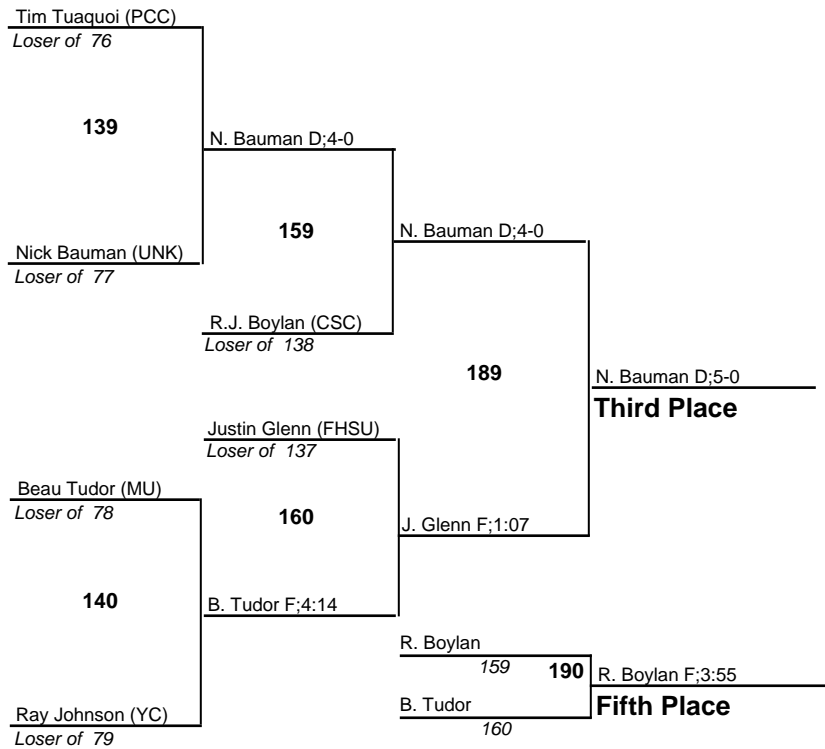 Tim Tuaquoi (PCC)
Loser of 76
139
N. Bauman D;4-0
Nick Bauman (UNK)
Loser of 77
159
N. Bauman D;4-0
R.J. Boylan (CSC)
Loser of 138
189
N. Bauman D;5-0
Third Place
Justin Glenn (FHSU)
Loser of 137
Beau Tudor (MU)
Loser of 78
160
J. Glenn F;1:07
140
B. Tudor F;4:14
Ray Johnson (YC)
Loser of 79
R. Boylan
159
190
R. Boylan F;3:55
Fifth Place
B. Tudor
160